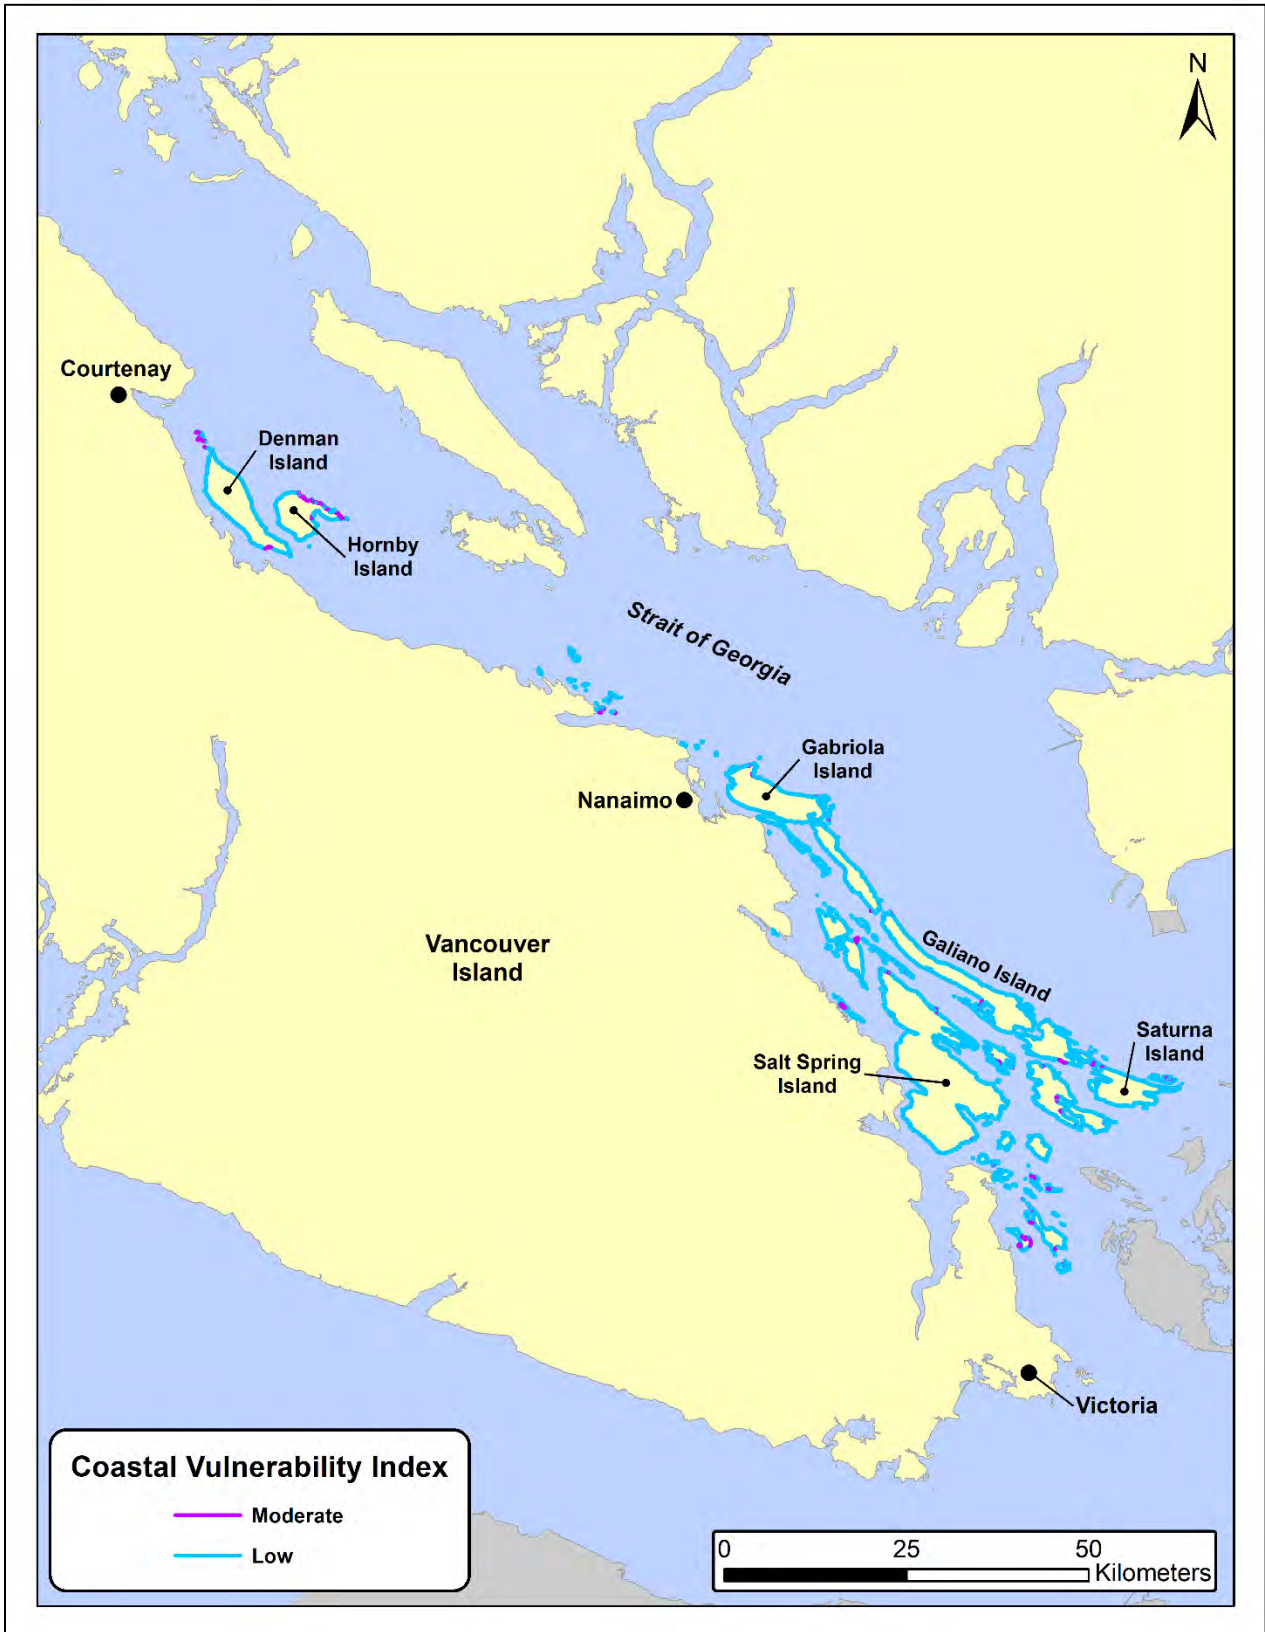 N
Courtenay
Denman
Island
Hornby
Island
Strait of Georgia
Gabriola
Island
Nanaimo
Vancouver
Island
Galiano Island
Saturna
Island
Salt Spring
Island
Victoria
Coastal Vulnerability Index
Moderate
Low
0 25 50
Kilometers